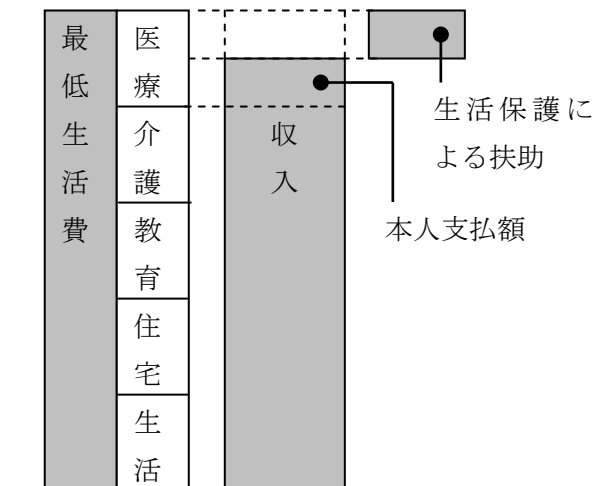 最低生活費
医療
介護
教育
住宅
生活
収入
生活保護に
よる扶助
本人支払額